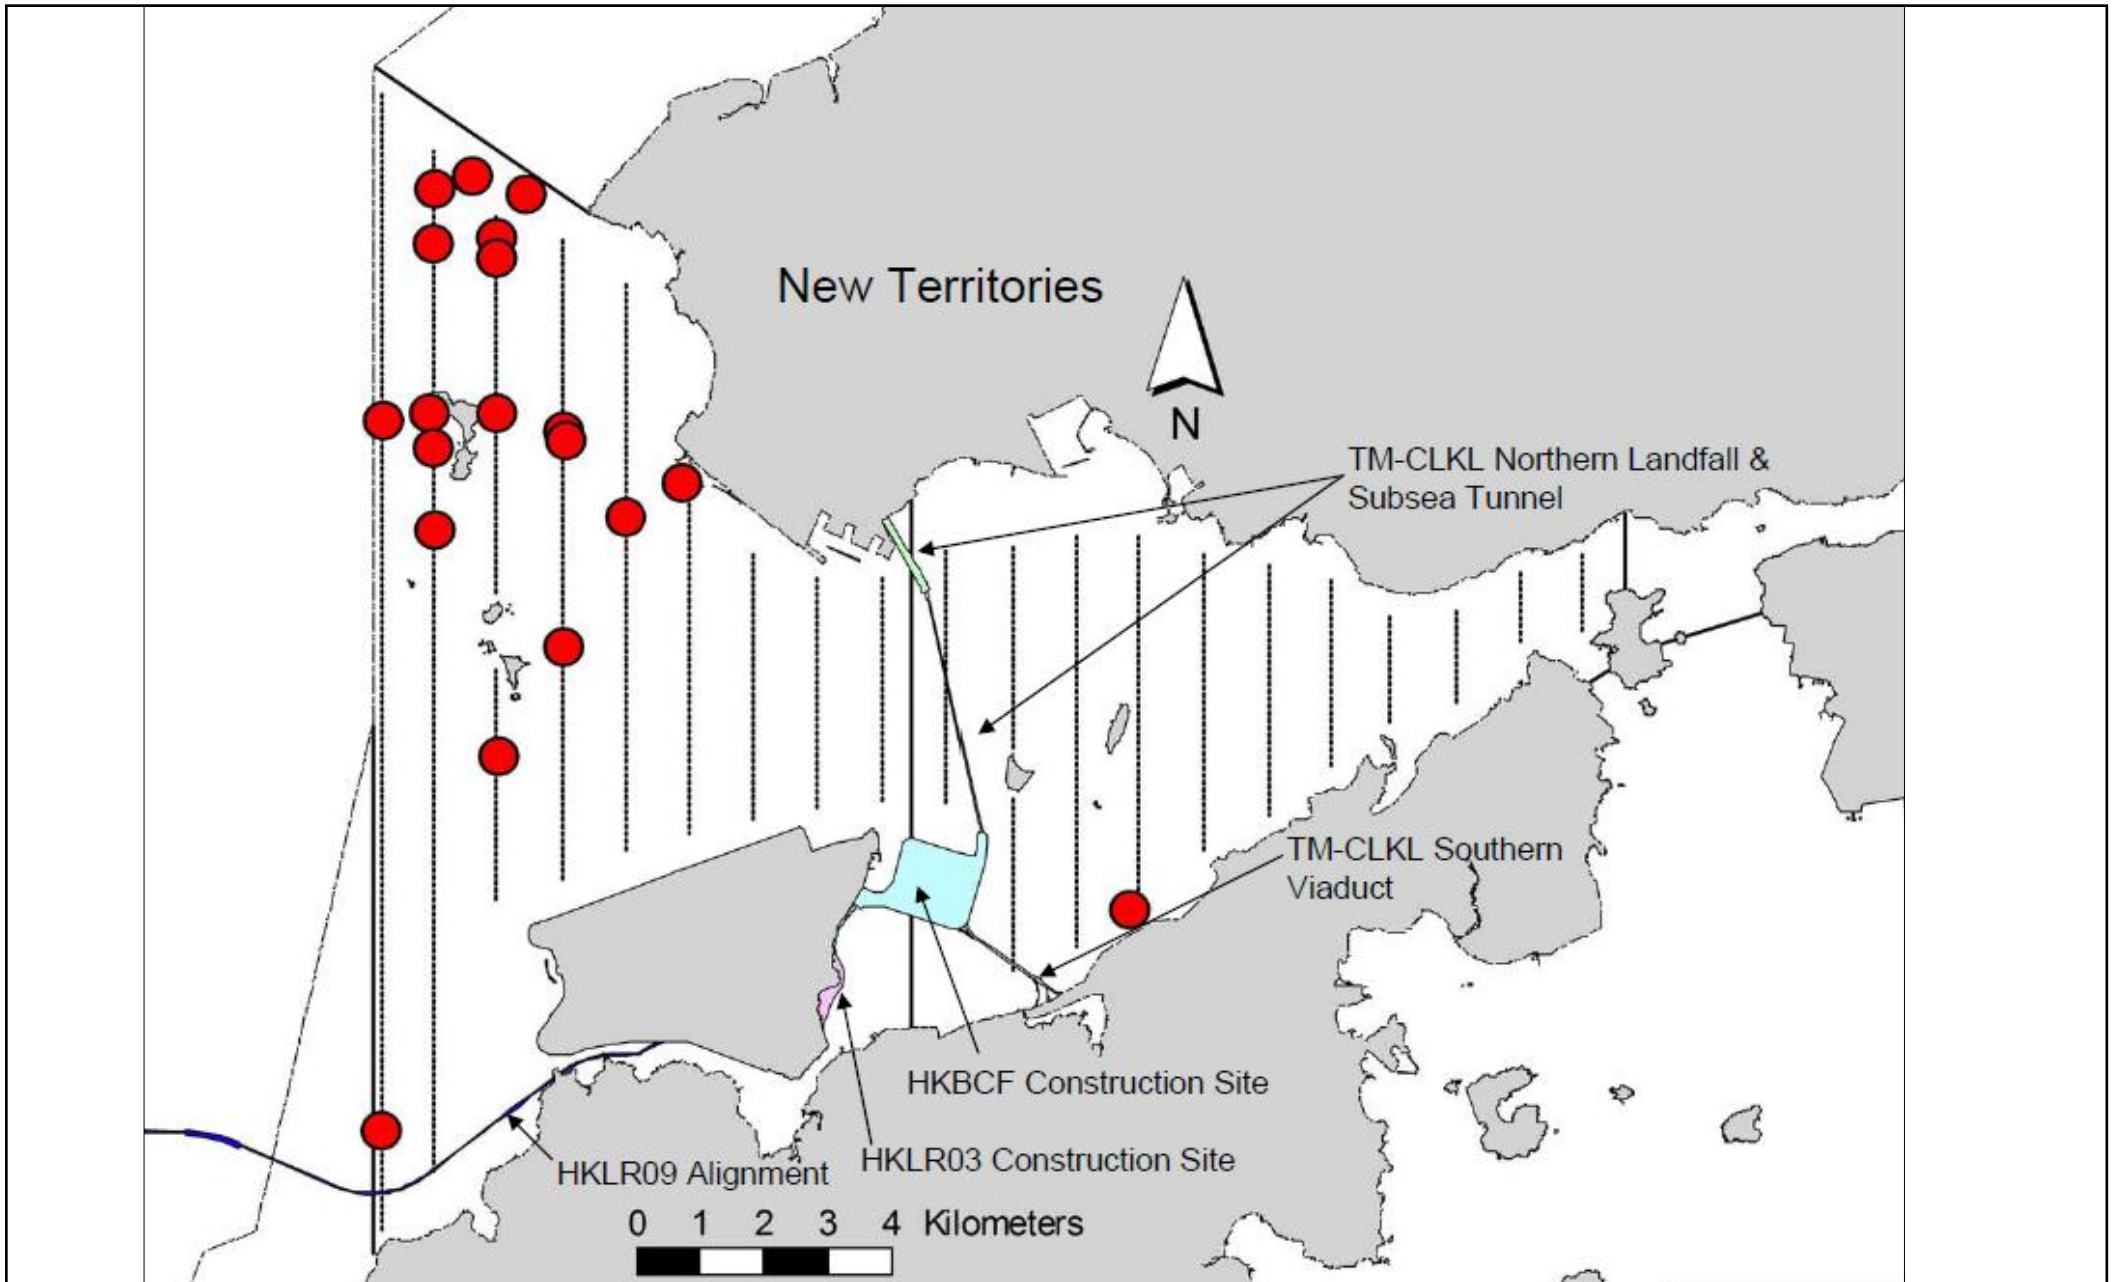 New Territories
N
TM-CLKL Northern Landfall &
Subsea Tunnel
TM-CLKL Southern
Viaduct
HKBCF Construction Site
HKLR03 Construction Site
HKLR09 Alignment
0 1 2 3 4 Kilometers